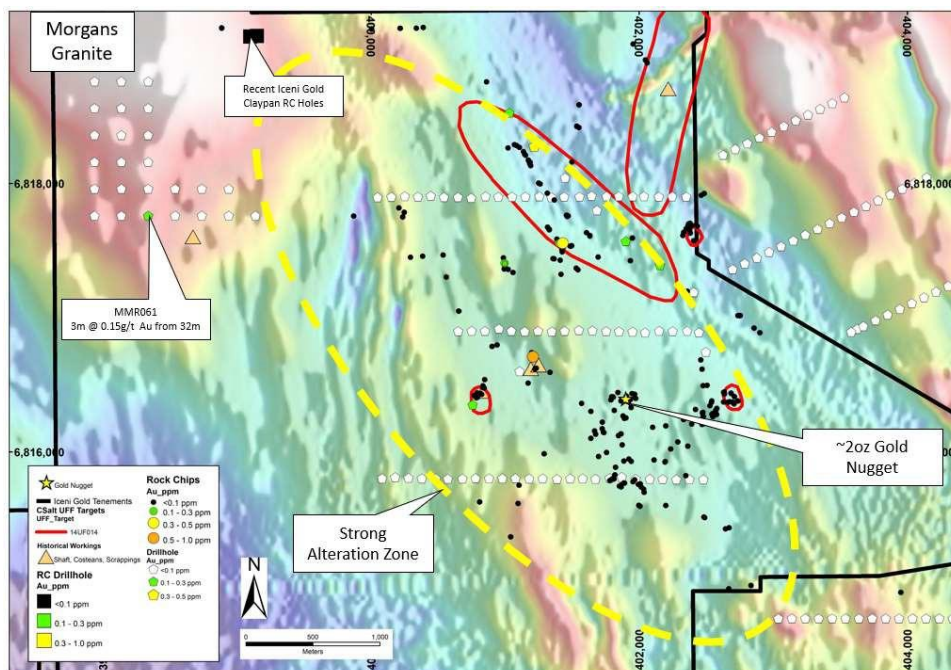 Morgans
Granite
400,000
402,000
404,000
Recent Iceni Gold
Claypan RC Holes
6,818,000
6,818,000
MMR061
3m @ 0.15g/t Au from 32m
~2oz Gold
Nugget
6,816,000
Strong
Alteration Zone
Gold Nugget
Iceni Gold Tenements
CSalt UFF Targets
UFF_Target
14UF014
Historical Workings
Shaft, Costeans, Scrappings
RC Drillhole
Au_ppm
<0.1 ppm
0.1 - 0.3 ppm
0.3 - 1.0 ppm
Rock Chips
Au_ppm
<0.1 ppm
0.1 - 0.3 ppm
0.3 - 0.5 ppm
0.5 - 1.0 ppm
Drillhole
Au_ppm
<0.1 ppm
0.1 - 0.3 ppm
0.3 - 0.5 ppm
N
0
500
1,000
Meters
402,000
404,000